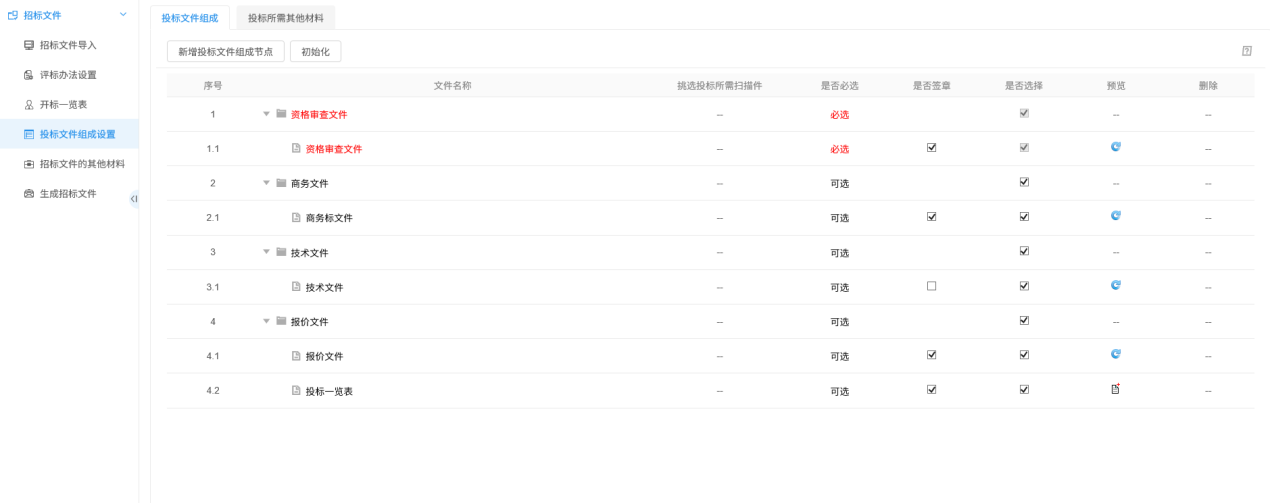 招标文件
招标文件导入
评标办法设置
开标一览表
投标文件组成设置
招标文件的其他材料
生成招标文件
投标文件组成 投标所需其他材料
新增投标文件组成节点 初始化
序号 文件名称 挑选投标所需扫描件 是否必选 是否签章 是否选择 预览 删除
1 资格审查文件 -- 必选 -- --
1.1 资格审查文件 -- 必选 --
2 商务文件 -- 可选 -- --
2.1 商务标文件 -- 可选 --
3 技术文件 -- 可选 -- --
3.1 技术文件 -- 可选 --
4 报价文件 -- 可选 -- --
4.1 报价文件 -- 可选 --
4.2 投标一览表 -- 可选 --